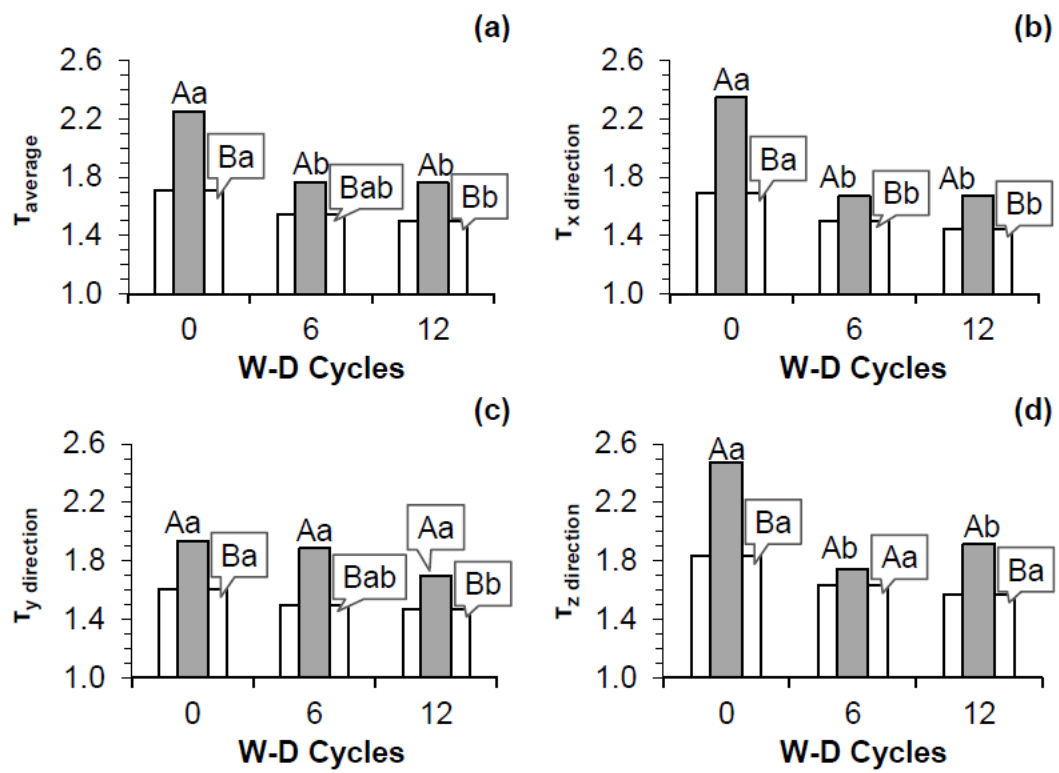 (a)
2.6
2.2
1.8
1.4
1.0
τaverage
Aa
Ba
Ab
Bab
Ab
Bb
0 6 12
W-D Cycles
(b)
2.6
2.2
1.8
1.4
1.0
τx direction
Aa
Ba
Ab
Bb
Ab
Bb
0 6 12
W-D Cycles
(c)
2.6
2.2
1.8
1.4
1.0
τy direction
Aa
Ba
Aa
Bab
Aa
Bb
0 6 12
W-D Cycles
(d)
2.6
2.2
1.8
1.4
1.0
τz direction
Aa
Ba
Ab
Aa
Ab
Ba
0 6 12
W-D Cycles